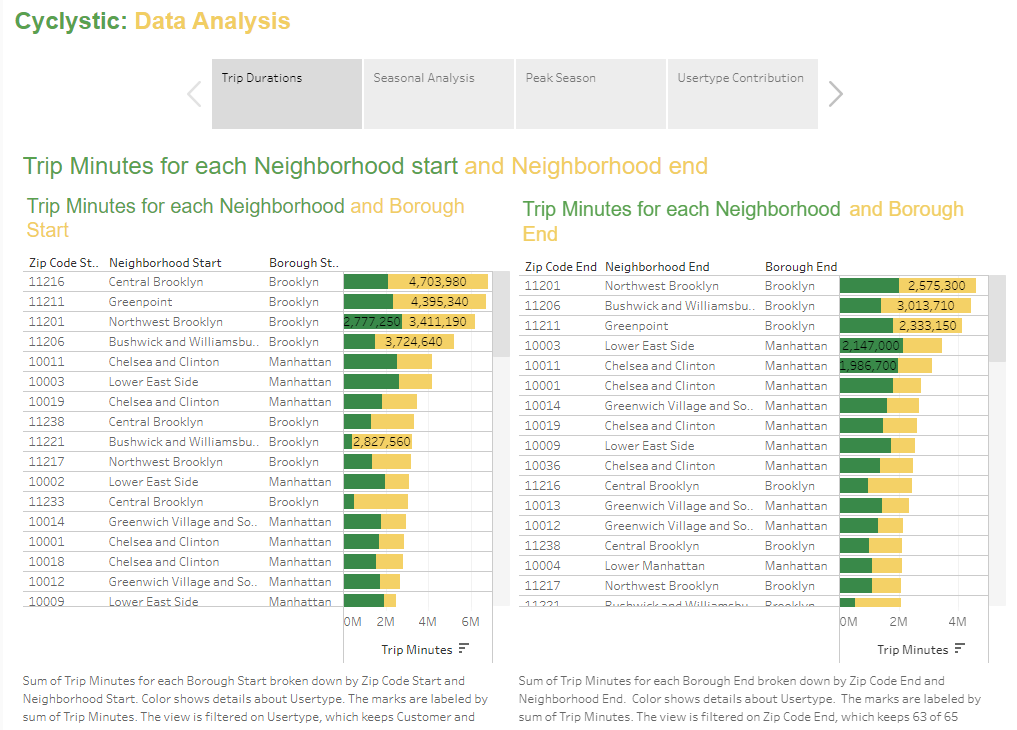 Cyclystic: Data Analysis
Trip Durations
Seasonal Analysis
Peak Season
Usertype Contribution
Trip Minutes for each Neighborhood start and Neighborhood end
Trip Minutes for each Neighborhood and Borough
Start
Zip Code St.. Neighborhood Start Borough St..
11216 Central Brooklyn Brooklyn 4,703,980
11211 Greenpoint Brooklyn 4,395,340
11201 Northwest Brooklyn Brooklyn 2,777,250 3,411,190
11206 Bushwick and Williamsbu.. Brooklyn 3,724,640
10011 Chelsea and Clinton Manhattan
10003 Lower East Side Manhattan
10019 Chelsea and Clinton Manhattan
11238 Central Brooklyn Brooklyn
11221 Bushwick and Williamsbu.. Brooklyn 2,827,560
11217 Northwest Brooklyn Brooklyn
10002 Lower East Side Manhattan
11233 Central Brooklyn Brooklyn
10014 Greenwich Village and So.. Manhattan
10001 Chelsea and Clinton Manhattan
10018 Chelsea and Clinton Manhattan
10012 Greenwich Village and So.. Manhattan
10009 Lower East Side Manhattan
0M 2M 4M 6M
Trip Minutes
Sum of Trip Minutes for each Borough Start broken down by Zip Code Start and
Neighborhood Start. Color shows details about Usertype. The marks are labeled by
sum of Trip Minutes. The view is filtered on Usertype, which keeps Customer and
Trip Minutes for each Neighborhood and Borough
End
Zip Code End Neighborhood End Borough End
11201 Northwest Brooklyn Brooklyn 2,575,300
11206 Bushwick and Williamsbu.. Brooklyn 3,013,710
11211 Greenpoint Brooklyn 2,333,150
10003 Lower East Side Manhattan 2,147,000
10011 Chelsea and Clinton Manhattan 1,986,700
10001 Chelsea and Clinton Manhattan
10014 Greenwich Village and So.. Manhattan
10019 Chelsea and Clinton Manhattan
10009 Lower East Side Manhattan
10036 Chelsea and Clinton Manhattan
11216 Central Brooklyn Brooklyn
10013 Greenwich Village and So.. Manhattan
10012 Greenwich Village and So.. Manhattan
11238 Central Brooklyn Brooklyn
10004 Lower Manhattan Manhattan
11217 Northwest Brooklyn Brooklyn
11221 Bushwick and Williamsbu.. Brooklyn
0M 2M 4M
Trip Minutes
Sum of Trip Minutes for each Borough End broken down by Zip Code End and
Neighborhood End. Color shows details about Usertype. The marks are labeled by
sum of Trip Minutes. The view is filtered on Zip Code End, which keeps 63 of 65